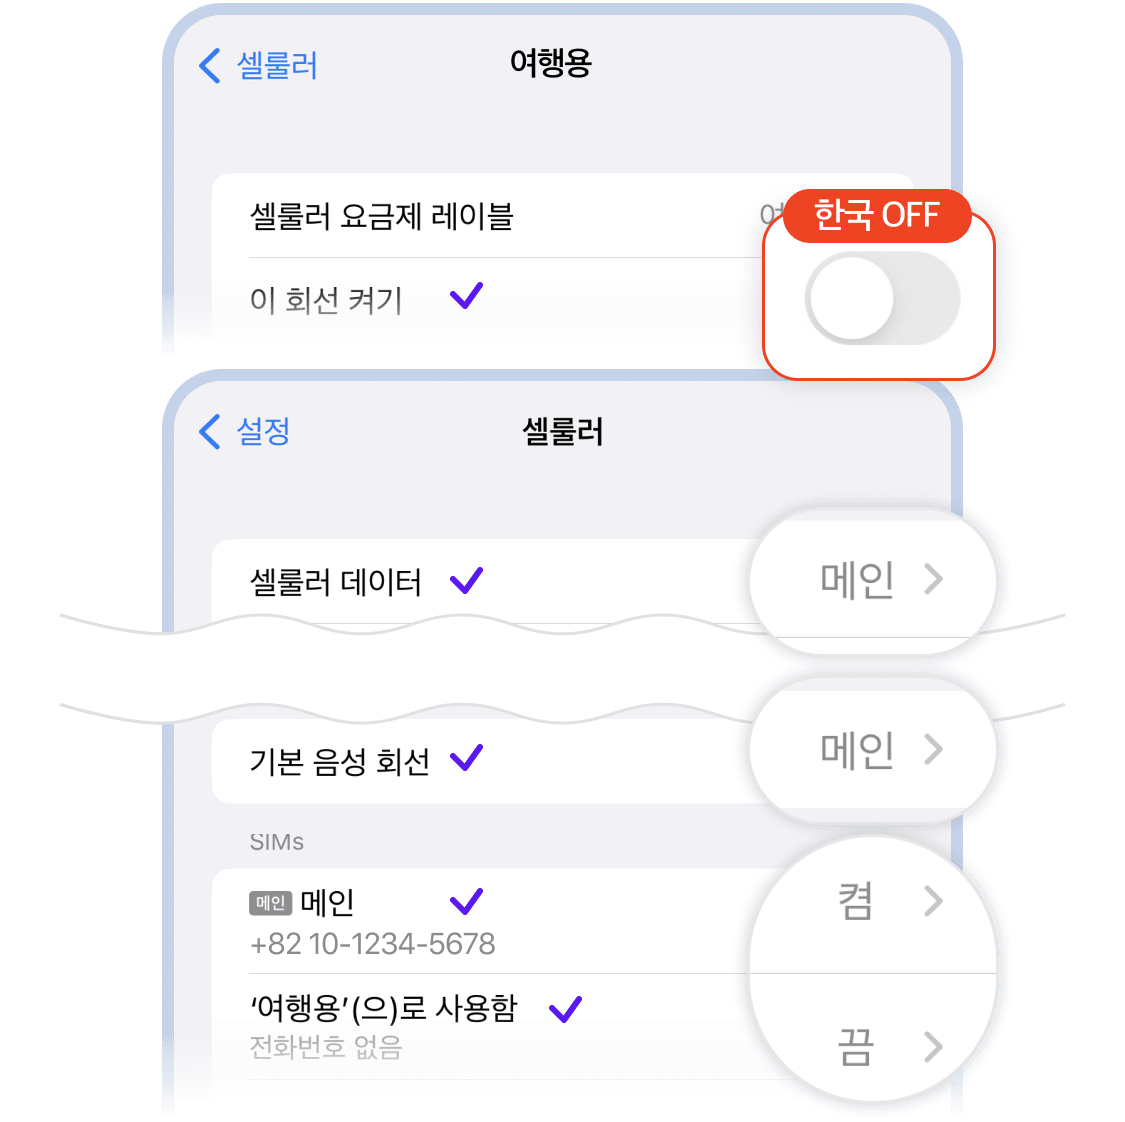 셀룰러
여행용
셀룰러 요금제 레이블
한국 OFF
이 회선 켜기
설정
셀룰러
셀룰러 데이터
메인
기본 음성 회선
메인
SIMs
메인 메인
켬
+82 10-1234-5678
‘여행용’(으)로 사용함
끔
전화번호 없음